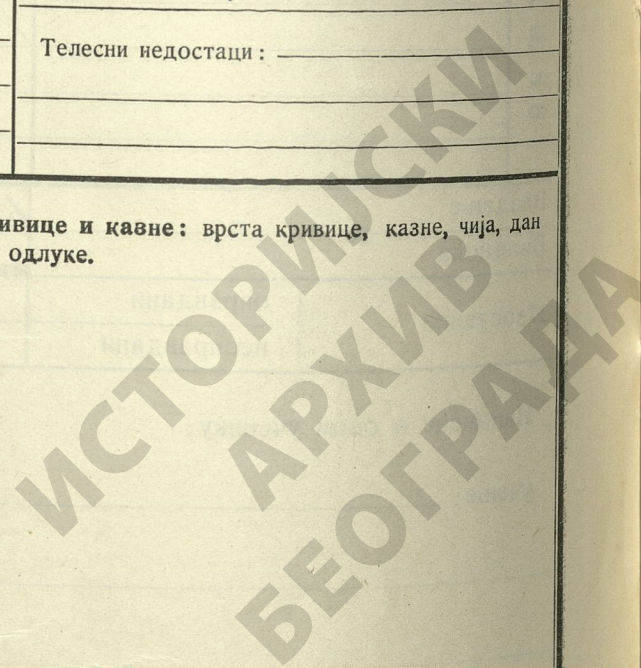 Телесни недостаци:
ивице и казне: врста кривице, казне, чија, дан
одлуке.
ИСТОРИЈСКИ
АРХИВ
БЕОГРАДА